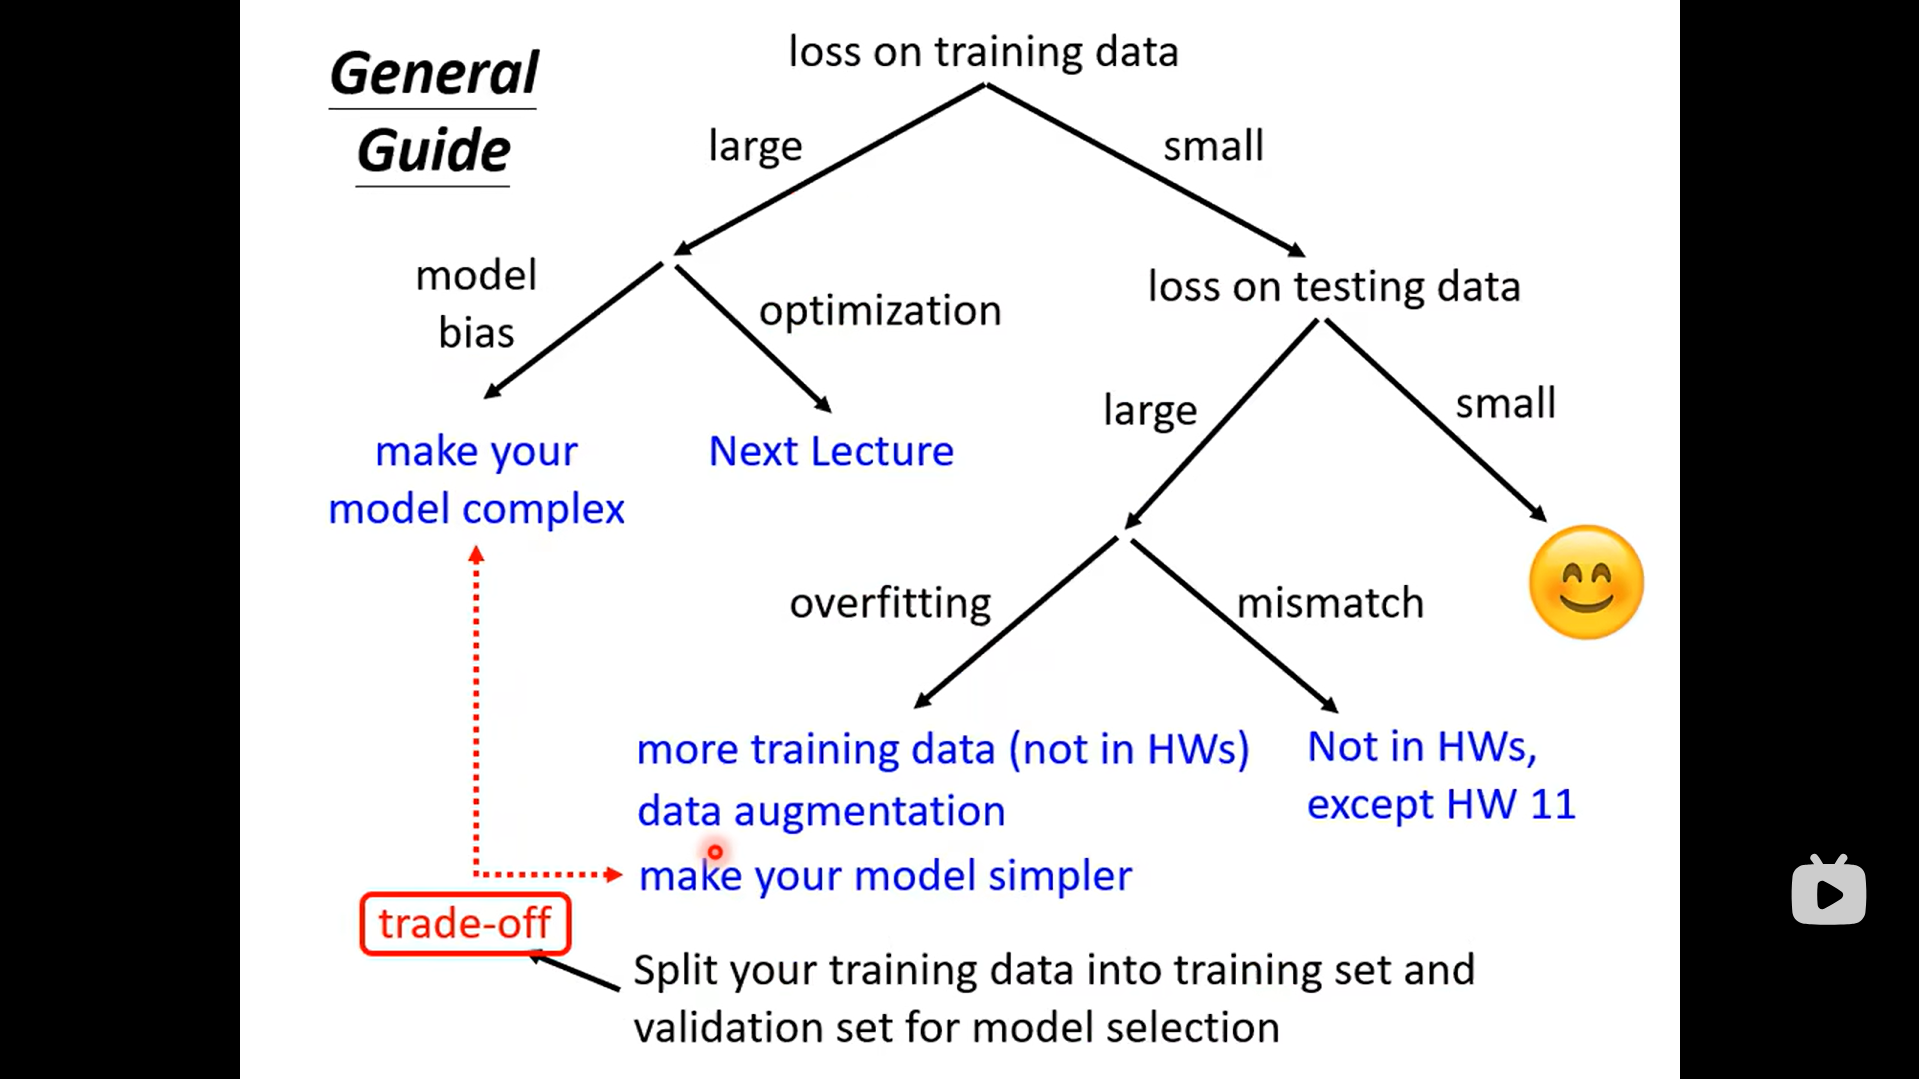 General
Guide
loss on training data
large
small
model
bias
optimization
loss on testing data
make your
model complex
Next Lecture
large
small
overfitting
mismatch
more training data (not in HWs)
data augmentation
make your model simpler
Not in HWs,
except HW 11
trade-off
Split your training data into training set and
validation set for model selection